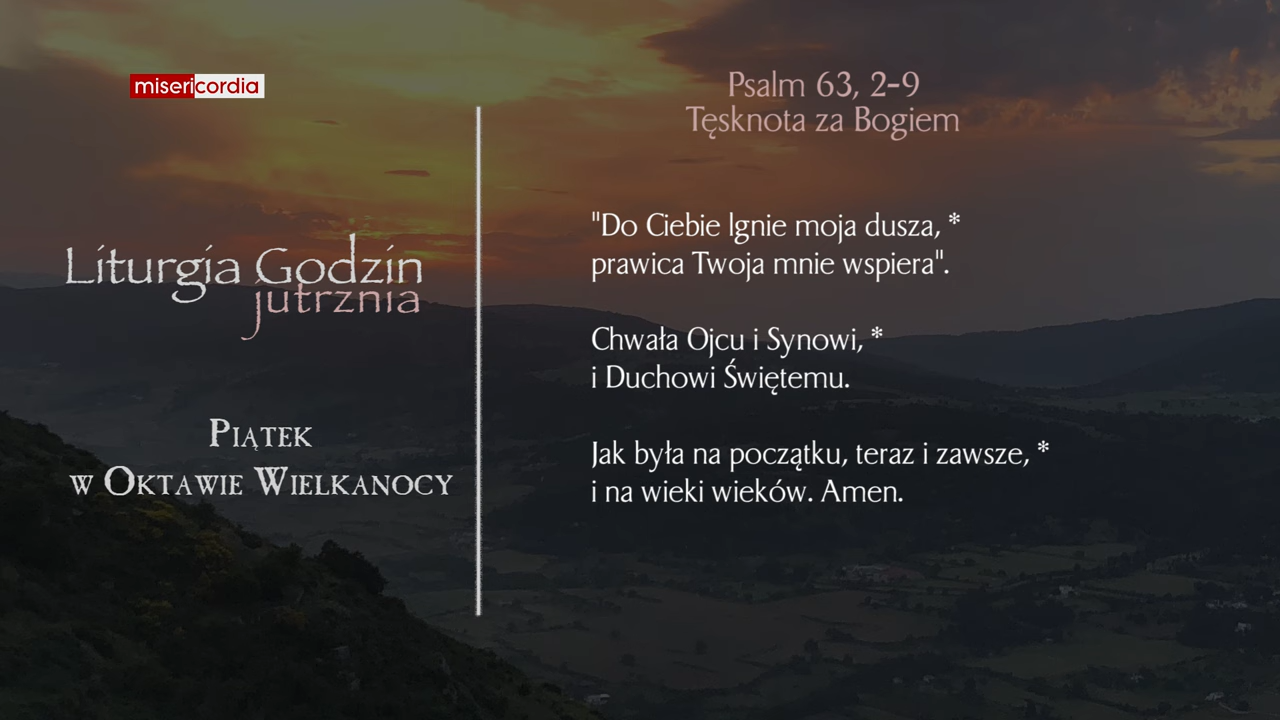 misericordia
Liturgia Godzin
jutrznia
Piątek
w Oktawie Wielkanocy
Psalm 63, 2-9
Tęsknota za Bogiem
"Do Ciebie lgnie moja dusza, *
prawica Twoja mnie wspiera".
Chwała Ojcu i Synowi, *
i Duchowi Świętemu.
Jak była na początku, teraz i zawsze, *
i na wieki wieków. Amen.